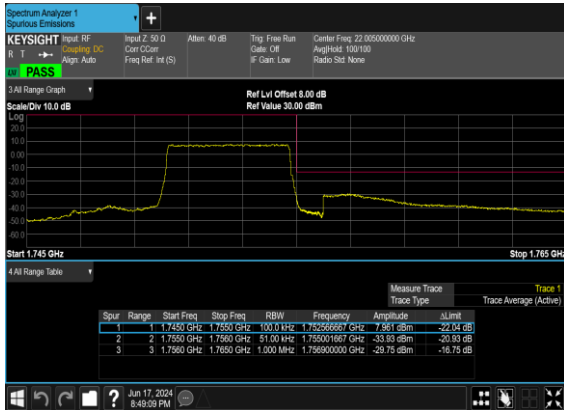 Spectrum Analyzer 1
Spurious Emissions
+
KEYSIGHT Input: RF Input Z: 50 Ω Atten: 40 dB Trig: Free Run Center Freq: 22.005000000 GHz
R T Coupling: DC Corr CCorr Gate: Off Avg|Hold: 100/100
Align: Auto Freq Ref: Int (S) IF Gain: Low Radio Std: None
LXI PASS
3 All Range Graph
Ref Lvl Offset 8.00 dB
Scale/Div 10.0 dB Ref Value 30.00 dBm
Log
20.0
10.0
0.00
-10.0
-20.0
-30.0
-40.0
-50.0
-60.0
Start 1.745 GHz Stop 1.765 GHz
4 All Range Table
Measure Trace Trace 1
Trace Type Trace Average (Active)
Spur Range Start Freq Stop Freq RBW Frequency Amplitude ΔLimit
1 1 1.7450 GHz 1.7550 GHz 100.0 kHz 1.752566667 GHz 7.961 dBm -22.04 dB
2 2 1.7550 GHz 1.7560 GHz 51.00 kHz 1.755001667 GHz -33.93 dBm -20.93 dB
3 3 1.7560 GHz 1.7650 GHz 1.000 MHz 1.756900000 GHz -29.75 dBm -16.75 dB
? Jun 17, 2024
8:49:09 PM